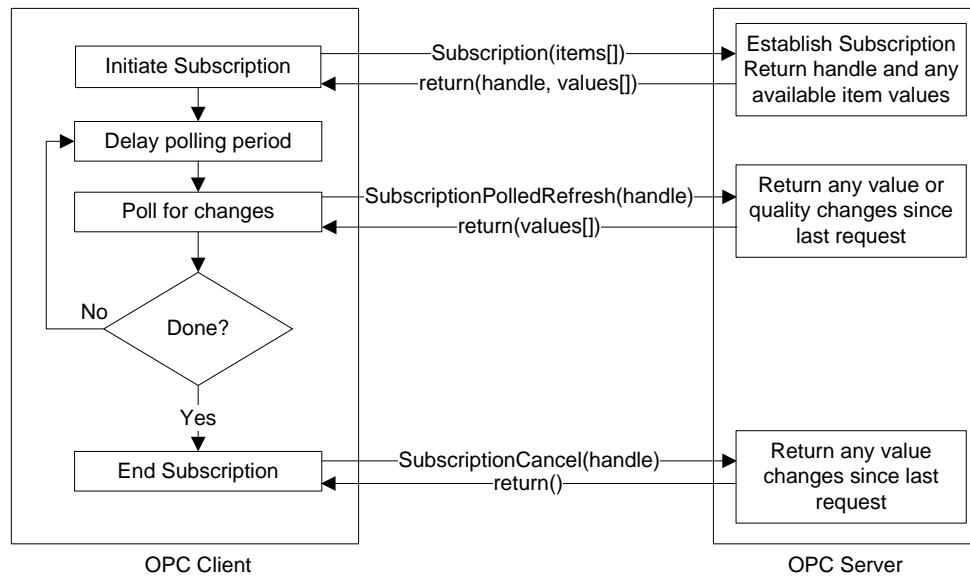 Initiate Subscription
Subscription(items[])
return(handle, values[])
Establish Subscription
Return handle and any
available item values
Delay polling period
Poll for changes
SubscriptionPolledRefresh(handle)
return(values[])
Return any value or
quality changes since
last request
No
Done?
Yes
End Subscription
SubscriptionCancel(handle)
return()
Return any value
changes since last
request
OPC Client
OPC Server